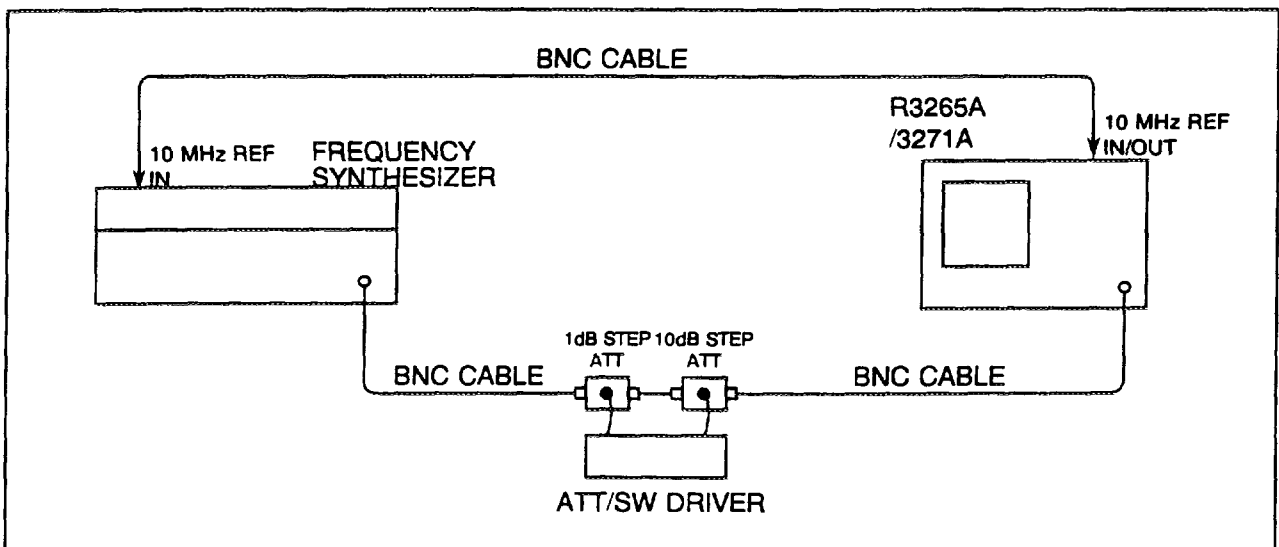 BNC CABLE
R3265A
/3271A
10 MHz REF
IN/OUT
10 MHz REF
IN
FREQUENCY
SYNTHESIZER
1dB STEP
ATT
10dB STEP
ATT
BNC CABLE
BNC CABLE
ATT/SW DRIVER